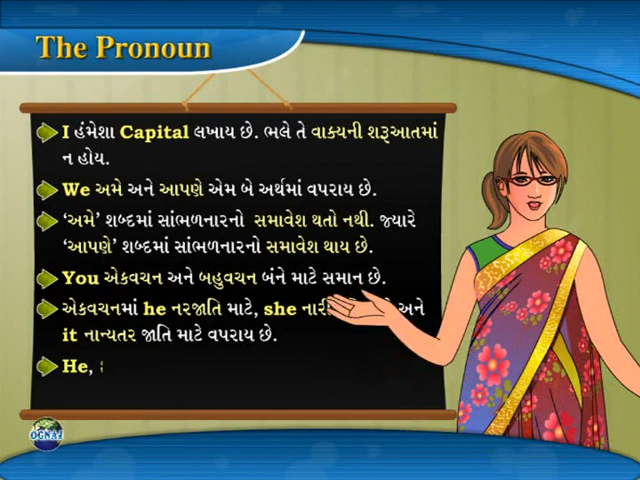 The Pronoun
I હંમેશા Capital લખાય છે. ભલે તે વાક્યની શરૂઆતમાં
ન હોય.
We અમે અને આપણે એમ બે અર્થમાં વપરાય છે.
‘અમે’ શબ્દમાં સાંભળનારનો સમાવેશ થતો નથી. જ્યારે
‘આપણે’ શબ્દમાં સાંભળનારનો સમાવેશ થાય છે.
You એકવચન અને બહુવચન બંને માટે સમાન છે.
એકવચનમાં he નરજાતિ માટે, she અને
it નાન્યતર જાતિ માટે વપરાય છે.
He,